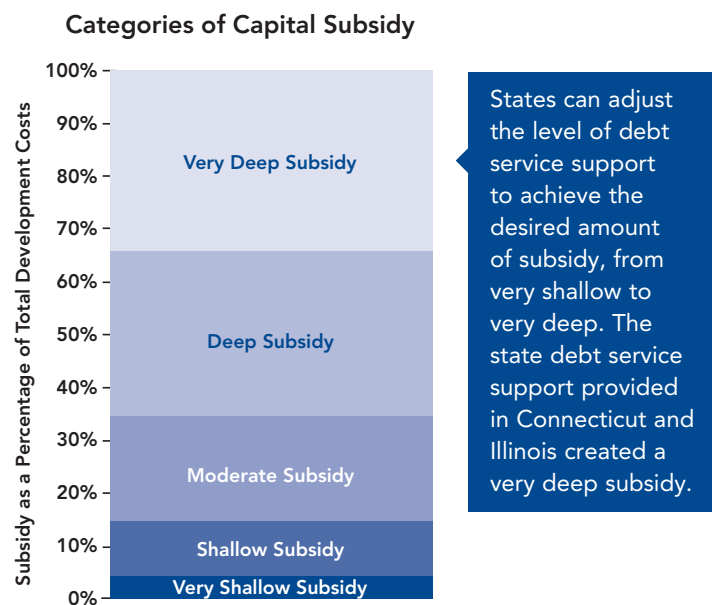 Categories of Capital Subsidy
Subsidy as a Percentage of Total Development Costs
100%
90%
80%
70%
60%
50%
40%
30%
20%
10%
0%
Very Deep Subsidy
Deep Subsidy
Moderate Subsidy
Shallow Subsidy
Very Shallow Subsidy
States can adjust
the level of debt
service support
to achieve the
desired amount
of subsidy, from
very shallow to
very deep. The
state debt service
support provided
in Connecticut and
Illinois created a
very deep subsidy.